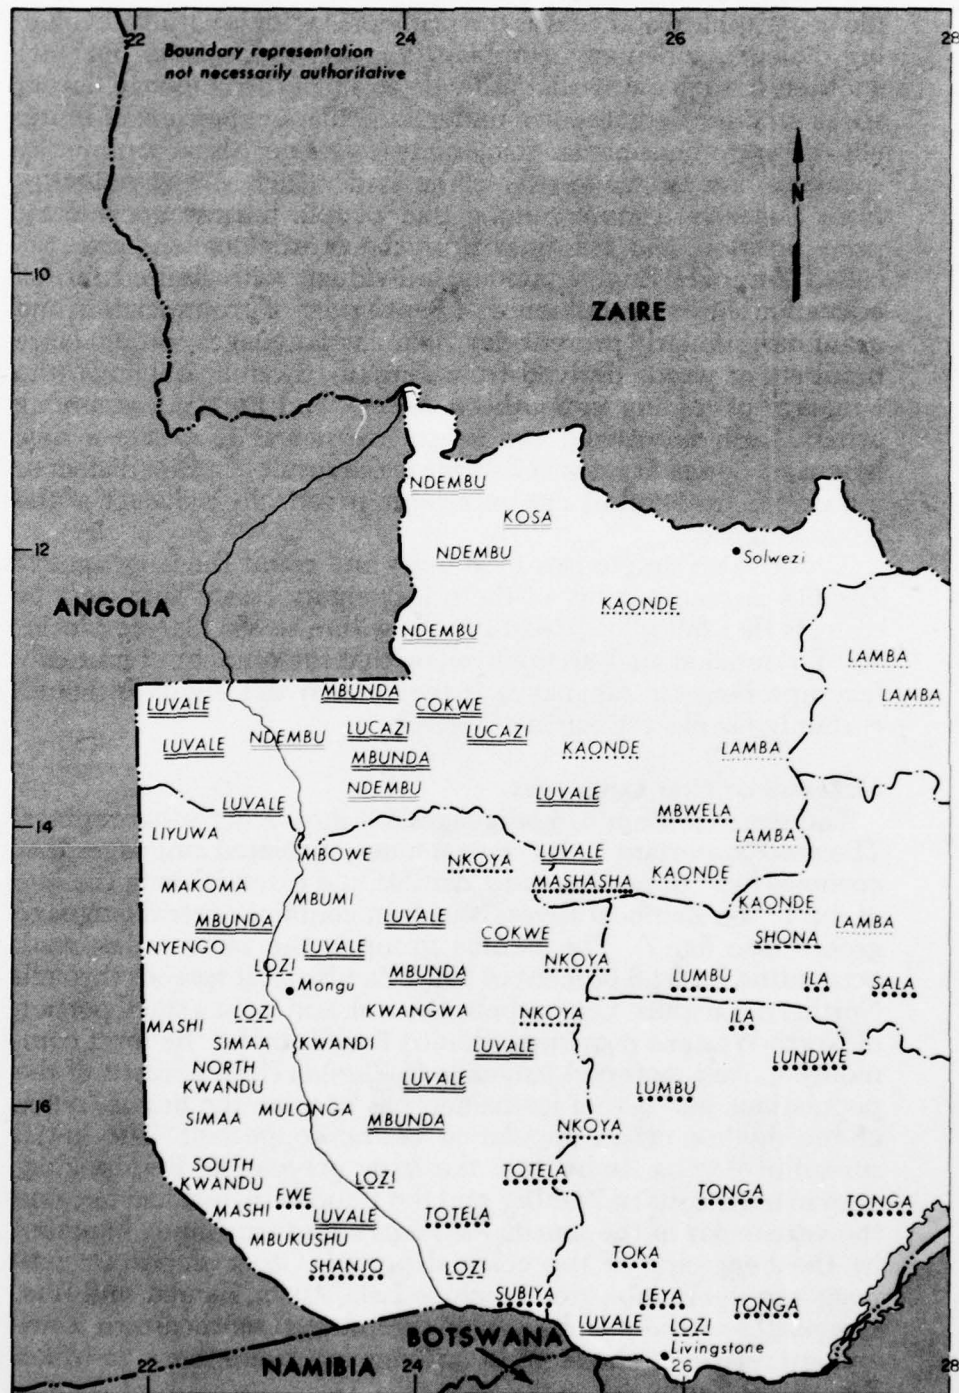 22 24 26 28
Boundary representation
not necessarily authoritative
N
10
ZAIRE
NDEMBU
KOSA
12
NDEMBU
Solwezi
ANGOLA
KAONDE
NDEMBU
LAMBA
MBUNDA
LAMBA
LUVALE
COKWE
NDEMBU
LUCAZI
LUCAZI
LUVALE
KAONDE
LAMBA
MBUNDA
NDEMBU
LUVALE
LUVALE
MBWELA
14
LIYUWA
LAMBA
MBOWE
NKOYA
LUVALE
MAKOMA
KAONDE
MASHASHA
MBUMI
KAONDE
MBUNDA
LUVALE
LAMBA
NYENGO
LUVALE
COKWE
SHONA
LOZI
MBUNDA
NKOYA
LUMBU
ILA
SALA
Mongu
LOZI
KWANGWA
NKOYA
ILA
MASHI
SIMAA
KWANDI
LUVALE
LUNDWE
NORTH
KWANDU
LUVALE
LUMBU
16
SIMAA
MULONGA
MBUNDA
NKOYA
SOUTH
KWANDU
LOZI
TOTELA
TONGA
TONGA
MASHI
FWE
LUVALE
TOTELA
MBUKUSHU
TOKA
SHANJO
LOZI
SUBIYA
LEYA
TONGA
LUVALE
LOZI
BOTSWANA
Livingstone
22
NAMIBIA
24
26